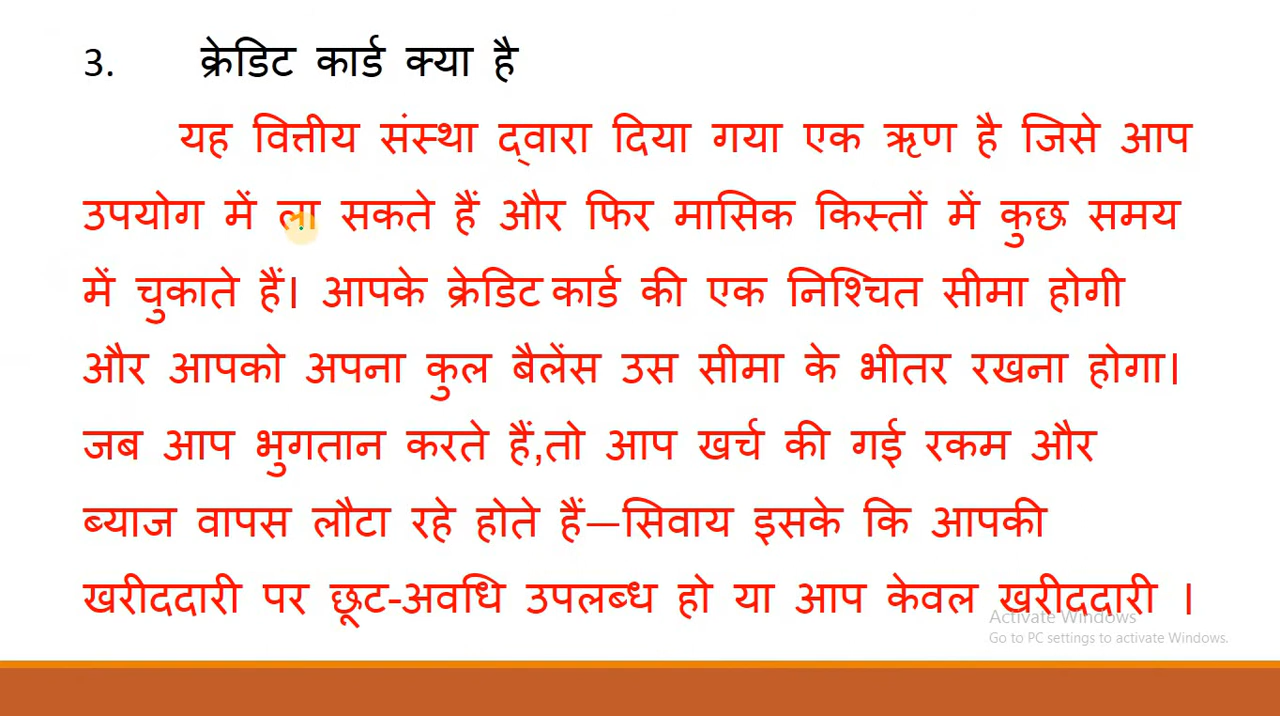 3. क्रेडिट कार्ड क्या है
यह वित्तीय संस्था द्वारा दिया गया एक ऋण है जिसे आप
उपयोग में ला सकते हैं और फिर मासिक किस्तों में कुछ समय
में चुकाते हैं। आपके क्रेडिट कार्ड की एक निश्चित सीमा होगी
और आपको अपना कुल बैलेंस उस सीमा के भीतर रखना होगा।
जब आप भुगतान करते हैं,तो आप खर्च की गई रकम और
ब्याज वापस लौटा रहे होते हैं—सिवाय इसके कि आपकी
खरीददारी पर छूट-अवधि उपलब्ध हो या आप केवल खरीददारी ।
Activate Windows
Go to PC settings to activate Windows.